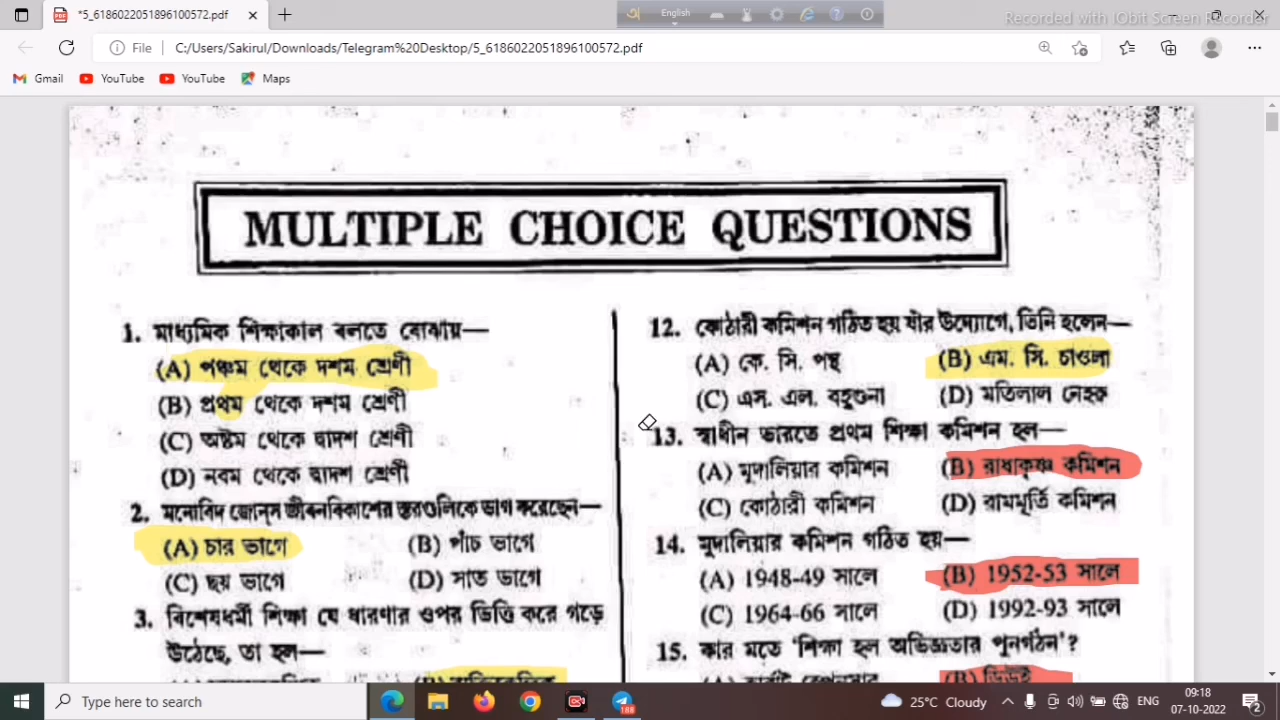 *5_6186022051896100572.pdf
English
Recorded with IObit Screen Recorder
File
C:/Users/Sakirul/Downloads/Telegram%20Desktop/5_6186022051896100572.pdf
Gmail
YouTube
YouTube
Maps
MULTIPLE CHOICE QUESTIONS
1. মাধ্যমিক শিক্ষাকাল বলতে বোঝায়—
(A) পঞ্চম থেকে দশম শ্রেণী
(B) প্রথম থেকে দশম শ্রেণী
(C) অষ্টম থেকে দ্বাদশ শ্রেণী
(D) নবম থেকে দ্বাদশ শ্রেণী
2. মনোবিদ জোনস জীবনবিকাশের স্তরগুলিকে ভাগ করেছেন—
(A) চার ভাগে (B) পাঁচ ভাগে
(C) ছয় ভাগে (D) সাত ভাগে
3. বিশেষধর্মী শিক্ষা যে ধারণার ওপর ভিত্তি করে গড়ে
উঠেছে, তা হল—
12. কোঠারী কমিশন গঠিত হয় যাঁর উদ্যোগে, তিনি হলেন—
(A) কে. সি. পন্থ (B) এম. সি. চাগলা
(C) এস. এল. বহুগুনা (D) মতিলাল নেহরু
13. স্বাধীন ভারতে প্রথম শিক্ষা কমিশন হল—
(A) মুদালিয়ার কমিশন (B) রাধাকৃষ্ণ কমিশন
(C) কোঠারী কমিশন (D) রামমূর্তি কমিশন
14. মুদালিয়ার কমিশন গঠিত হয়—
(A) 1948-49 সালে (B) 1952-53 সালে
(C) 1964-66 সালে (D) 1992-93 সালে
15. কার মতে 'শিক্ষা হল অভিজ্ঞতার পুনর্গঠন'?
(B) ডিউই
Type here to search
188
25°C Cloudy
ENG
09:18
07-10-2022
2